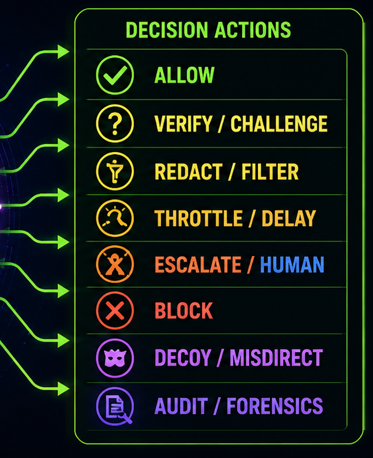 DECISION ACTIONS
ALLOW
VERIFY / CHALLENGE
REDACT / FILTER
THROTTLE / DELAY
ESCALATE / HUMAN
BLOCK
DECOY / MISDIRECT
AUDIT / FORENSICS